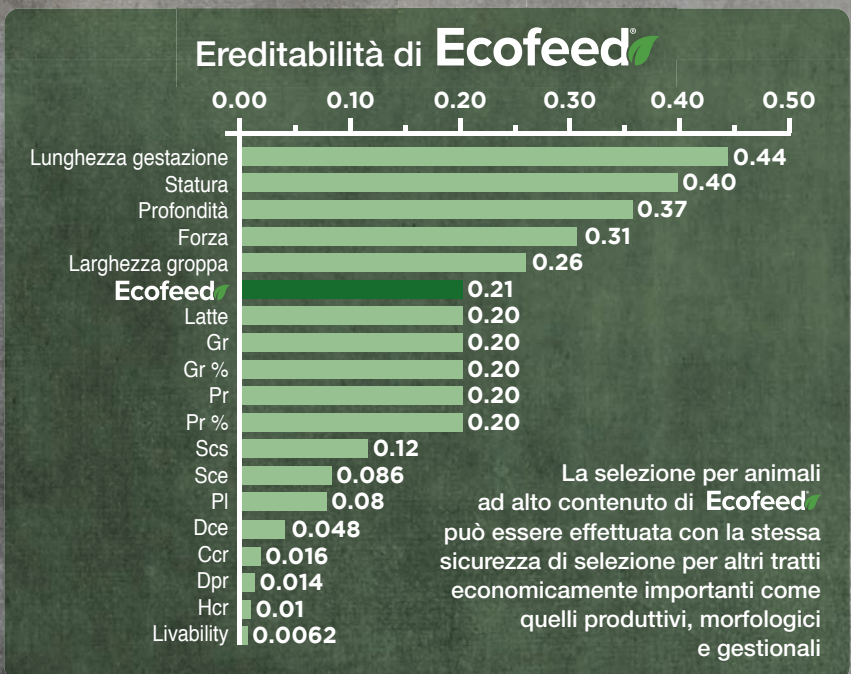 Ereditabilità di Ecofeed®
0.00 0.10 0.20 0.30 0.40 0.50
Lunghezza gestazione 0.44
Statura 0.40
Profondità 0.37
Forza 0.31
Larghezza groppa 0.26
Ecofeed 0.21
Latte 0.20
Gr 0.20
Gr % 0.20
Pr 0.20
Pr % 0.20
Scs 0.12
Sce 0.086
Pl 0.08
Dce 0.048
Ccr 0.016
Dpr 0.014
Hcr 0.01
Livability 0.0062
La selezione per animali
ad alto contenuto di Ecofeed
può essere effettuata con la stessa
sicurezza di selezione per altri tratti
economicamente importanti come
quelli produttivi, morfologici
e gestionali